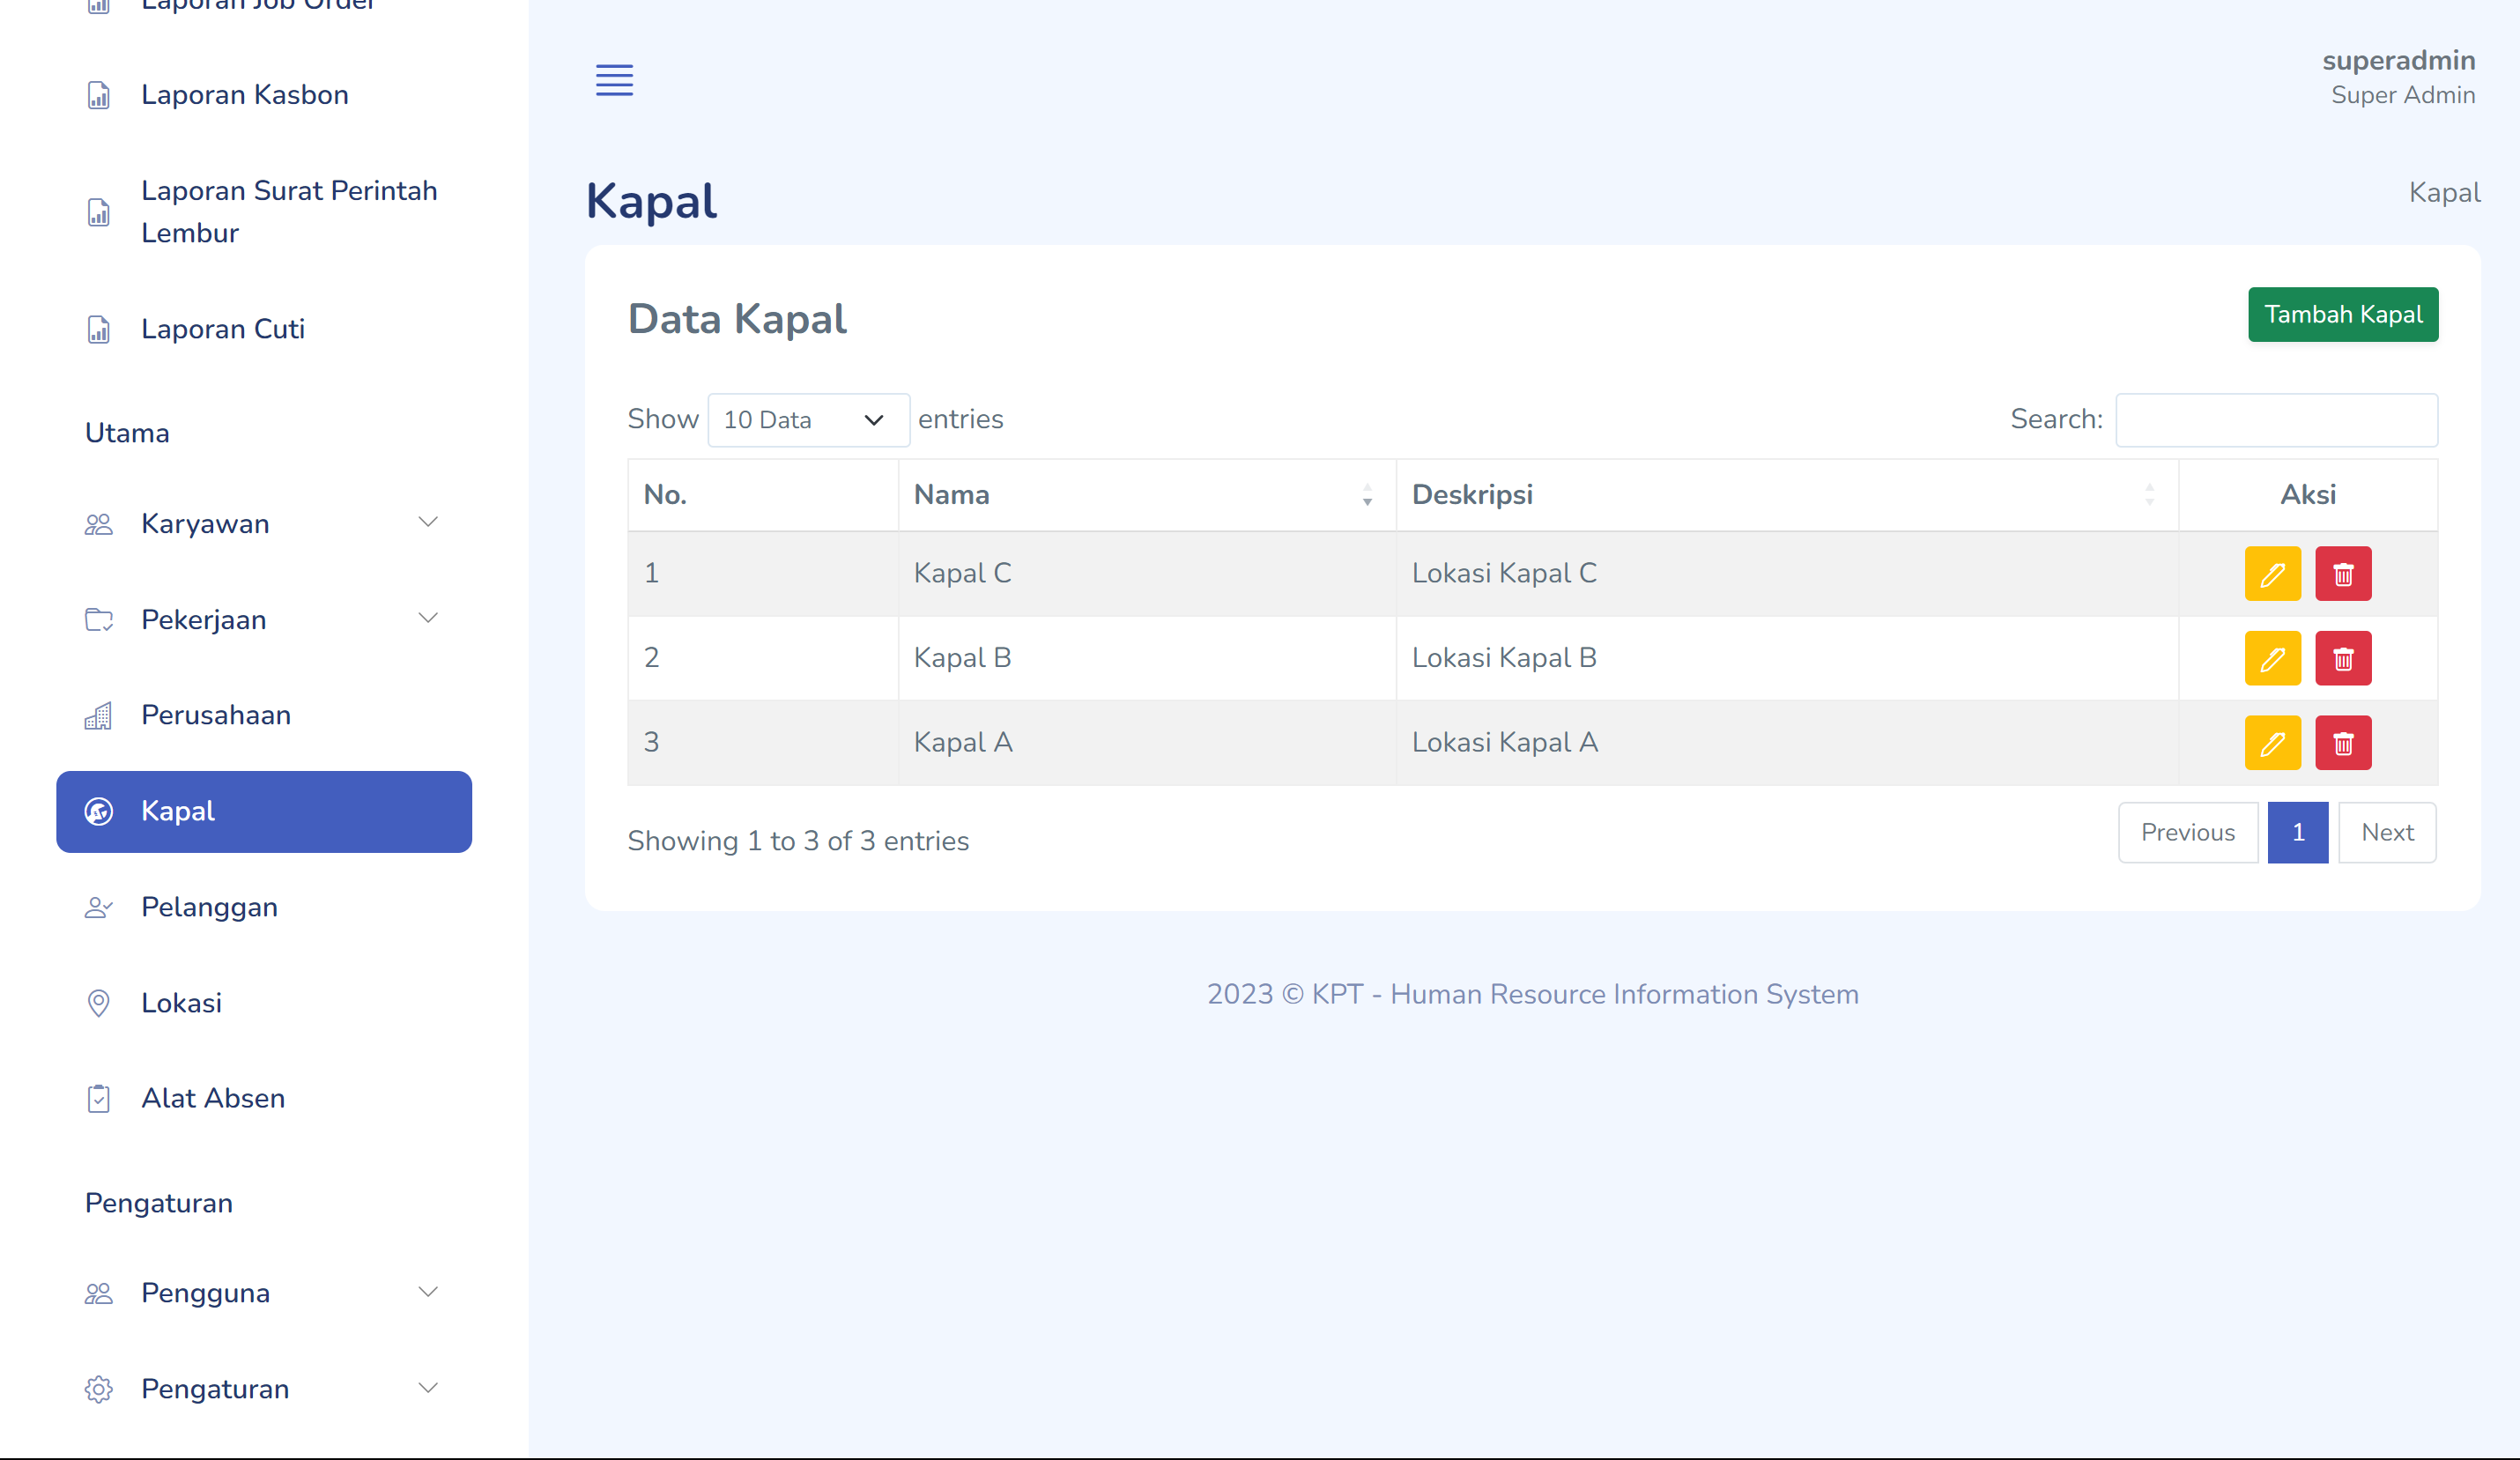 Laporan Job Order
Laporan Kasbon
Laporan Surat Perintah
Lembur
Laporan Cuti
Utama
Karyawan
Pekerjaan
Perusahaan
Kapal
Pelanggan
Lokasi
Alat Absen
Pengaturan
Pengguna
Pengaturan
superadmin
Super Admin
Kapal
Kapal
Data Kapal
Tambah Kapal
Show 10 Data entries
Search:
No. Nama Deskripsi Aksi
1 Kapal C Lokasi Kapal C
2 Kapal B Lokasi Kapal B
3 Kapal A Lokasi Kapal A
Showing 1 to 3 of 3 entries
Previous 1 Next
2023 © KPT - Human Resource Information System